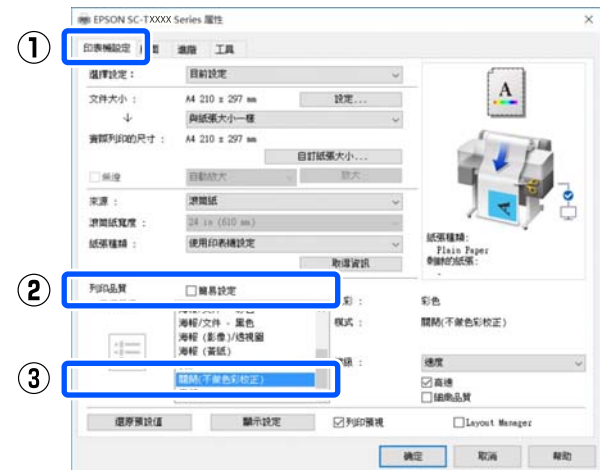 EPSON SC-TXXXX Series 屬性
①
印表機設定
進階
工具
選擇設定：
目前設定
文件大小：
A4 210 x 297 mm
設定...
與紙張大小一樣
實際列印的尺寸：
A4 210 x 297 mm
自訂紙張大小...
無邊
自動放大
放大
來源：
滾筒紙
滾筒紙寬度：
24 in (610 mm)
紙張種類：
使用印表機設定
取得資訊
A
紙張種類：
Plain Paper
剩餘的紙張：
-
②
列印品質
簡易設定
彩：
彩色
海報/文件 - 黑色
模式：
關閉(不做色彩校正)
海報 (影像)/透視圖
海報 (藍紙)
③
關閉(不做色彩校正)
速度
高速
編緻品質
還原預設值
顯示設定
列印預視
Layout Manager
確定
取消
幫助